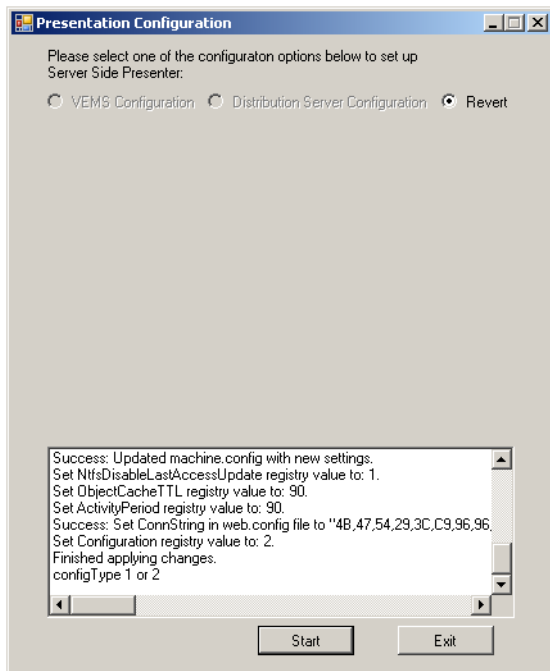 Presentation Configuration
Please select one of the configuraton options below to set up
Server Side Presenter:
VEMS Configuration Distribution Server Configuration Revert
Success: Updated machine.config with new settings.
Set NtfsDisableLastAccessUpdate registry value to: 1.
Set ObjectCacheTTL registry value to: 90.
Set ActivityPeriod registry value to: 90.
Success: Set ConnString in web.config file to "4B,47,54,29,3C,C9,96,96,
Set Configuration registry value to: 2.
Finished applying changes.
configType 1 or 2
Start Exit